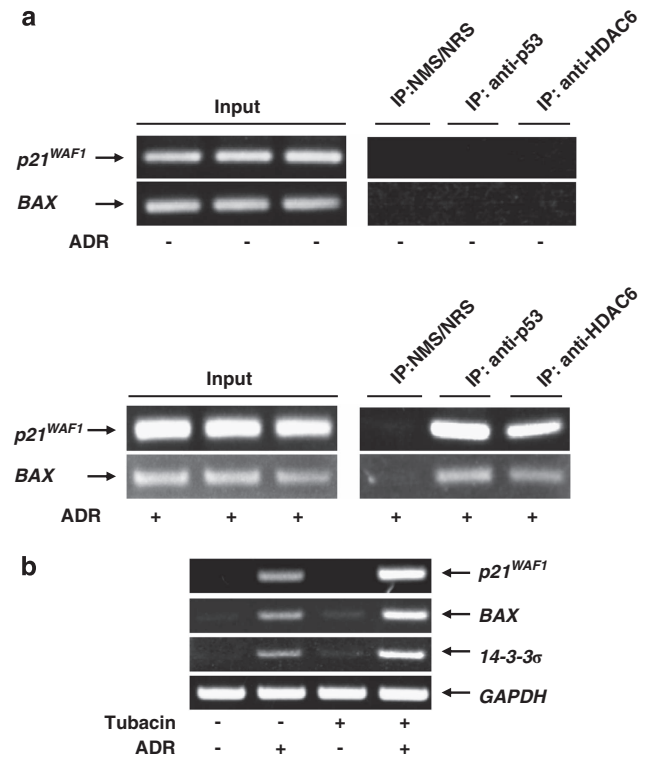 a
IP:NMS/NRS
IP: anti-p53
IP: anti-HDAC6
Input
p21WAF1
BAX
ADR - - - - - -
IP:NMS/NRS
IP: anti-p53
IP: anti-HDAC6
Input
p21WAF1
BAX
ADR + + + + + +
b
p21WAF1
BAX
14-3-3σ
GAPDH
Tubacin - - + +
ADR - + - +